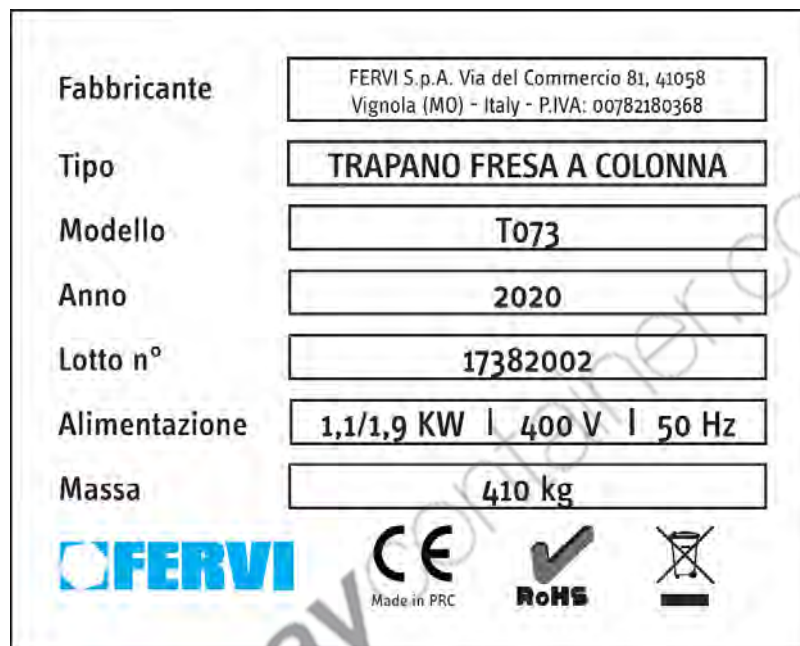 Fabbricante
FERVI S.p.A. Via del Commercio 81, 41058
Vignola (MO) - Italy - P.IVA: 00782180368
Tipo
TRAPANO FRESA A COLONNA
Modello
T073
Anno
2020
Lotto n°
17382002
Alimentazione
1,1/1,9 KW | 400 V | 50 Hz
Massa
410 kg
FERVI
CE
Made in PRC
RoHS